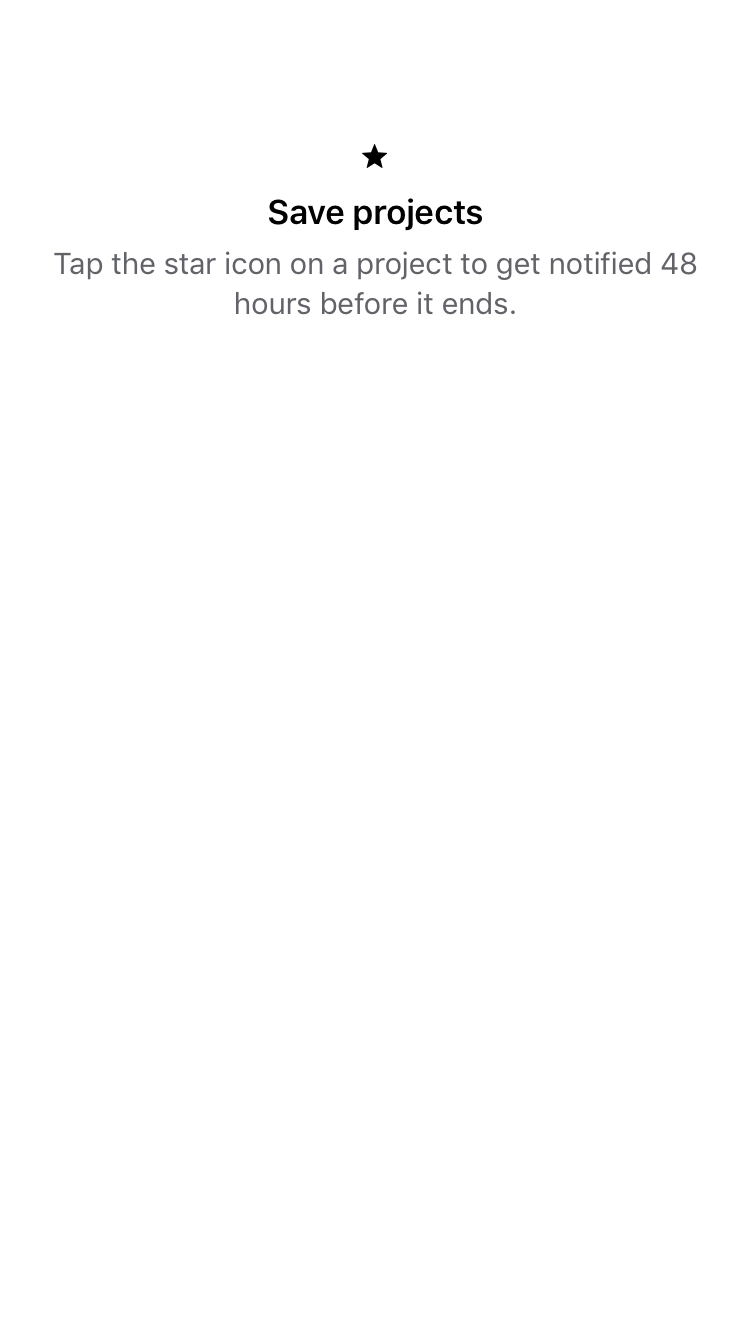 Save projects
Tap the star icon on a project to get notified 48
hours before it ends.